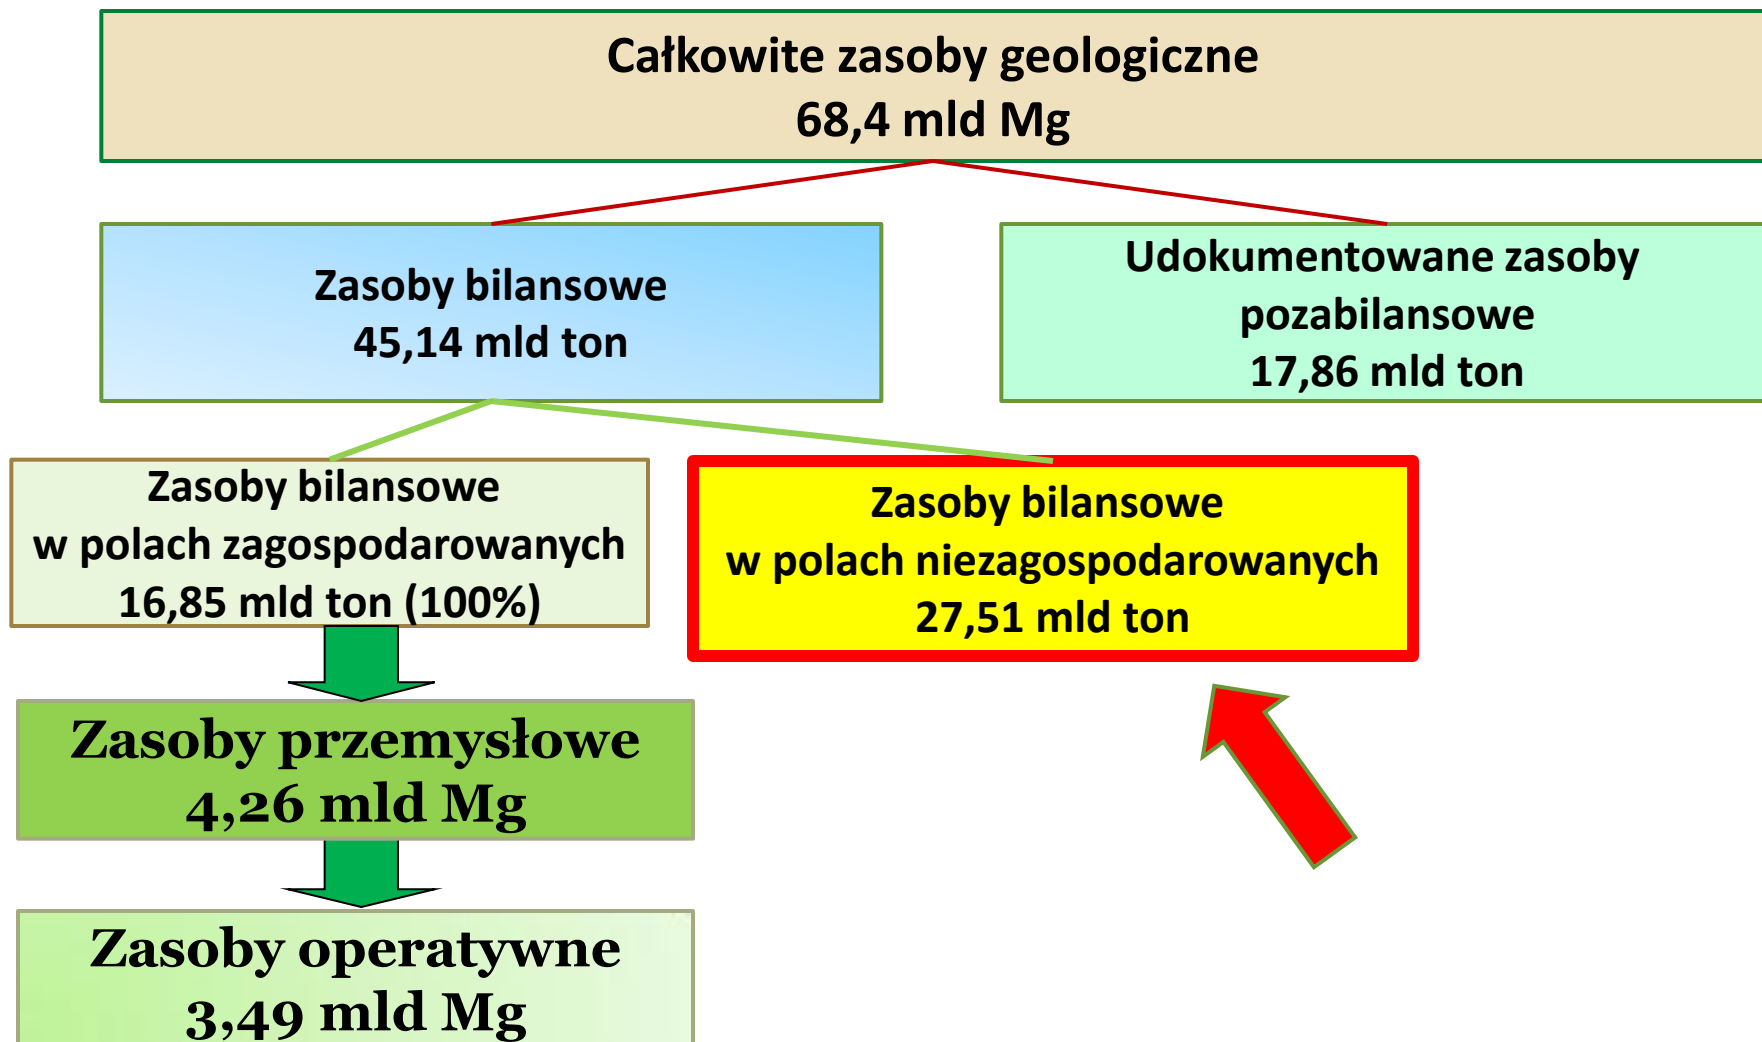 Całkowite zasoby geologiczne
68,4 mld Mg
Zasoby bilansowe
45,14 mld ton
Udokumentowane zasoby
pozabilansowe
17,86 mld ton
Zasoby bilansowe
w polach zagospodarowanych
16,85 mld ton (100%)
Zasoby bilansowe
w polach niezagospodarowanych
27,51 mld ton
Zasoby przemysłowe
4,26 mld Mg
Zasoby operatywne
3,49 mld Mg